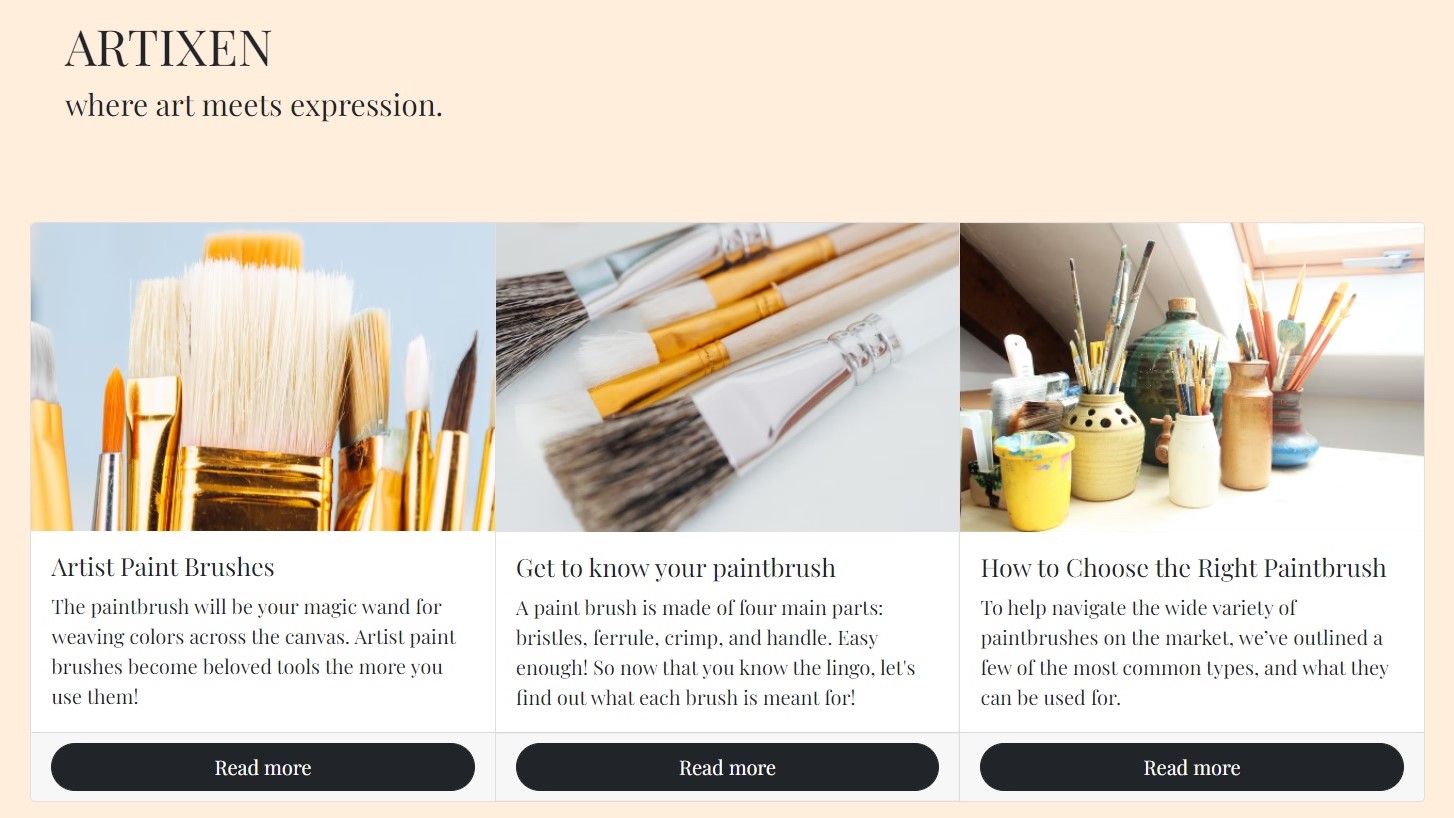 ARTIXEN
where art meets expression.
Artist Paint Brushes
The paintbrush will be your magic wand for
weaving colors across the canvas. Artist paint
brushes become beloved tools the more you
use them!
Read more
Get to know your paintbrush
A paint brush is made of four main parts:
bristles, ferrule, crimp, and handle. Easy
enough! So now that you know the lingo, let's
find out what each brush is meant for!
Read more
How to Choose the Right Paintbrush
To help navigate the wide variety of
paintbrushes on the market, we’ve outlined a
few of the most common types, and what they
can be used for.
Read more